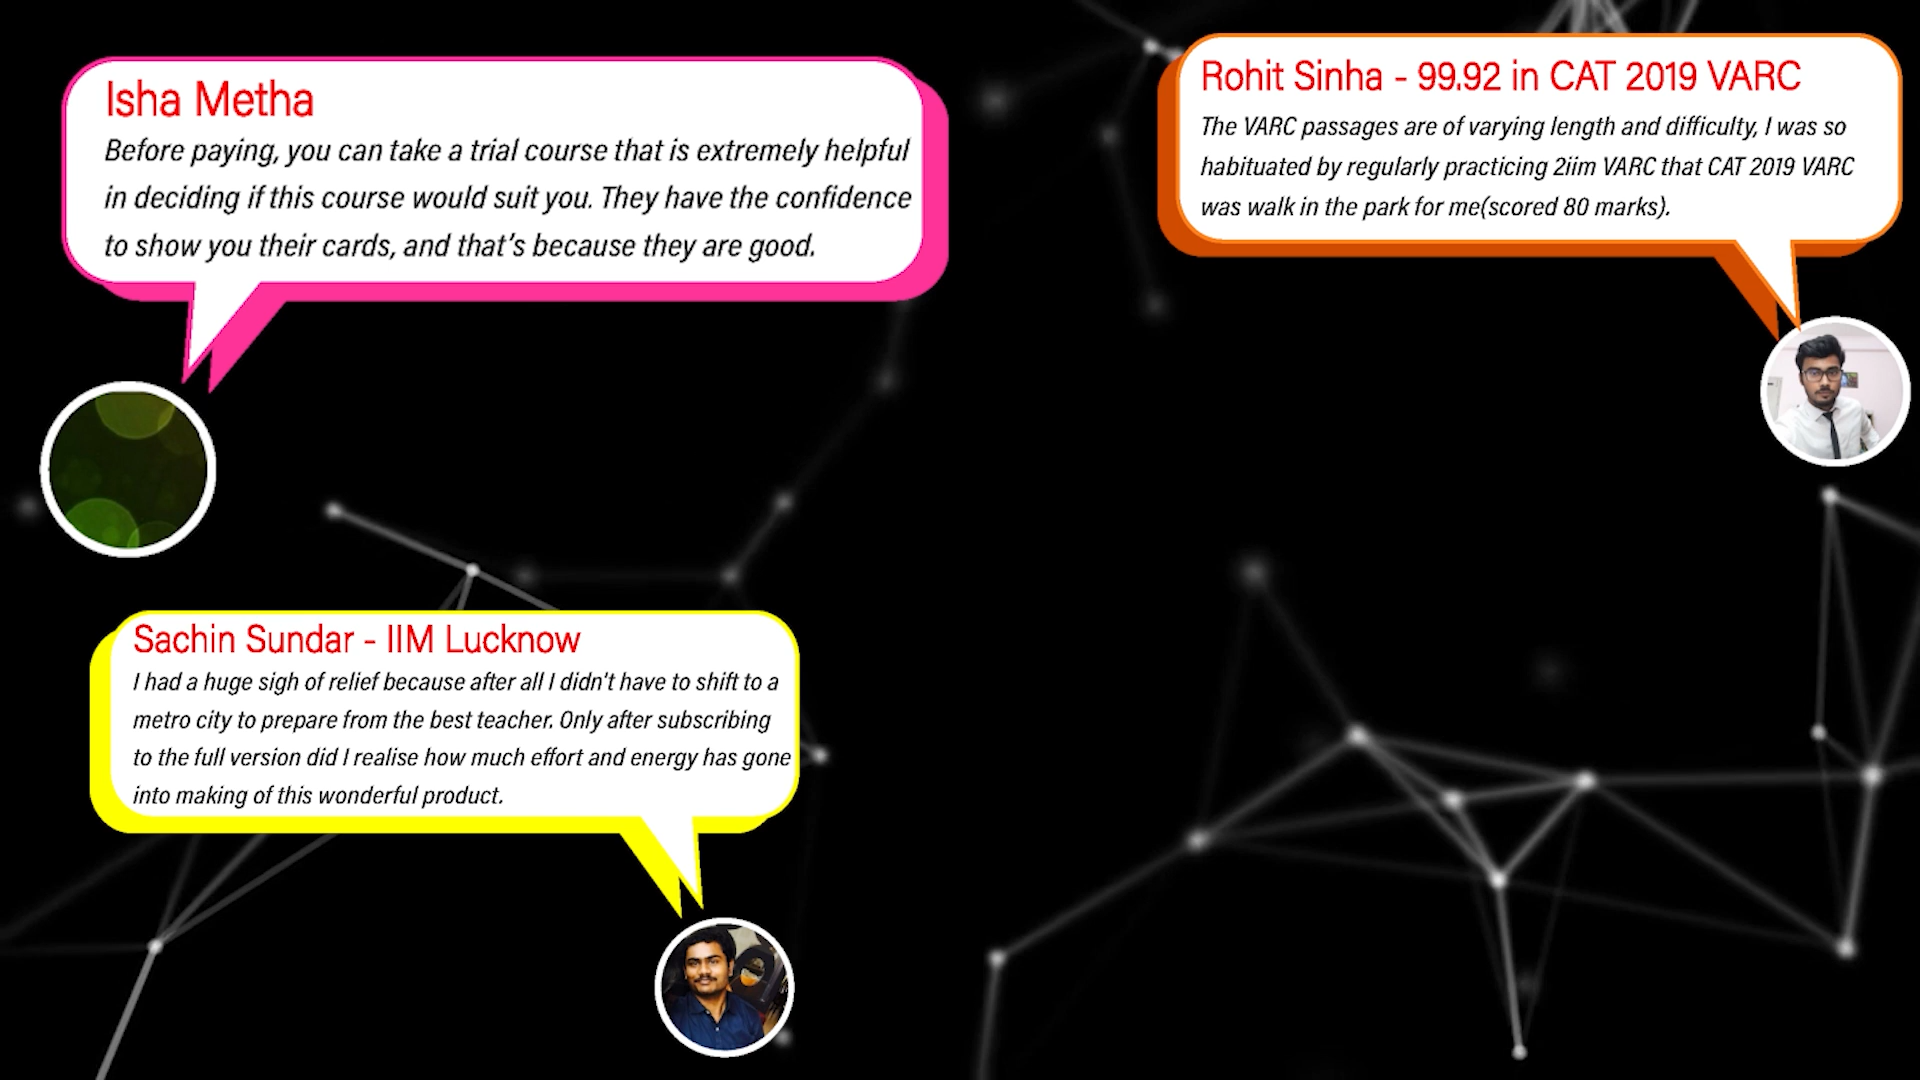 Isha Metha
Before paying, you can take a trial course that is extremely helpful
in deciding if this course would suit you. They have the confidence
to show you their cards, and that's because they are good.
Rohit Sinha - 99.92 in CAT 2019 VARC
The VARC passages are of varying length and difficulty, I was so
habituated by regularly practicing 2iim VARC that CAT 2019 VARC
was walk in the park for me(scored 80 marks).
Sachin Sundar - IIM Lucknow
I had a huge sigh of relief because after all I didn't have to shift to a
metro city to prepare from the best teacher. Only after subscribing
to the full version did I realise how much effort and energy has gone
into making of this wonderful product.